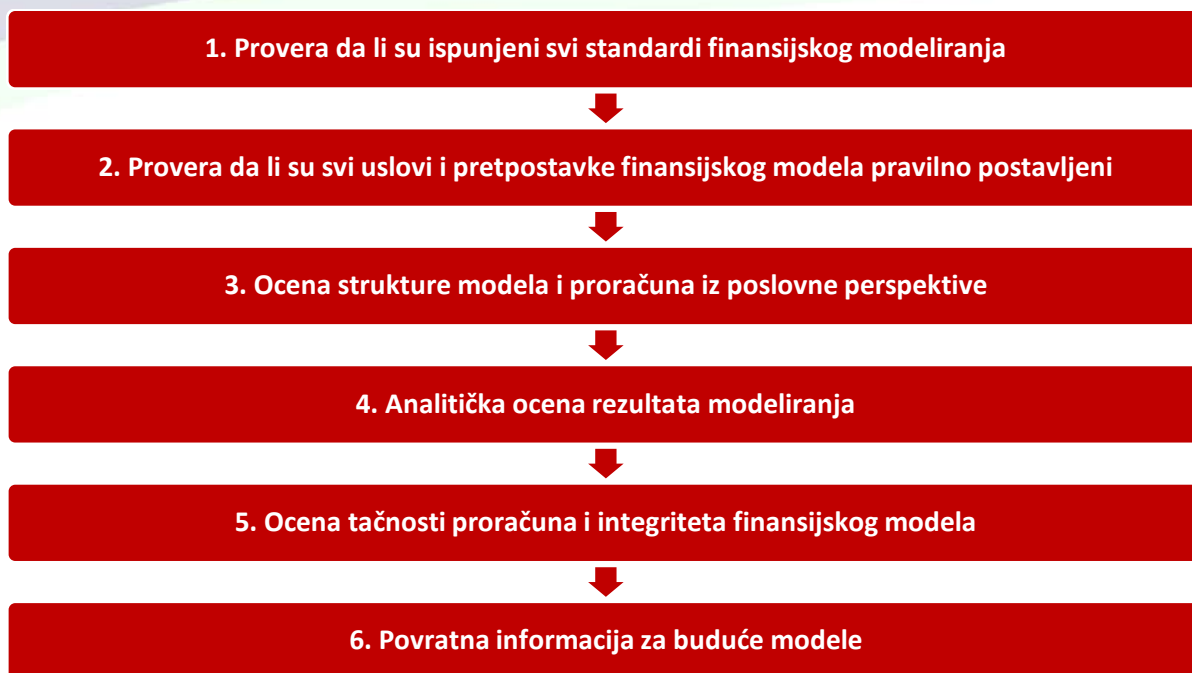 1. Provera da li su ispunjeni svi standardi finansijskog modeliranja
2. Provera da li su svi uslovi i pretpostavke finansijskog modela pravilno postavljeni
3. Ocena strukture modela i proračuna iz poslovne perspektive
4. Analitička ocena rezultata modeliranja
5. Ocena tačnosti proračuna i integriteta finansijskog modela
6. Povratna informacija za buduće modele